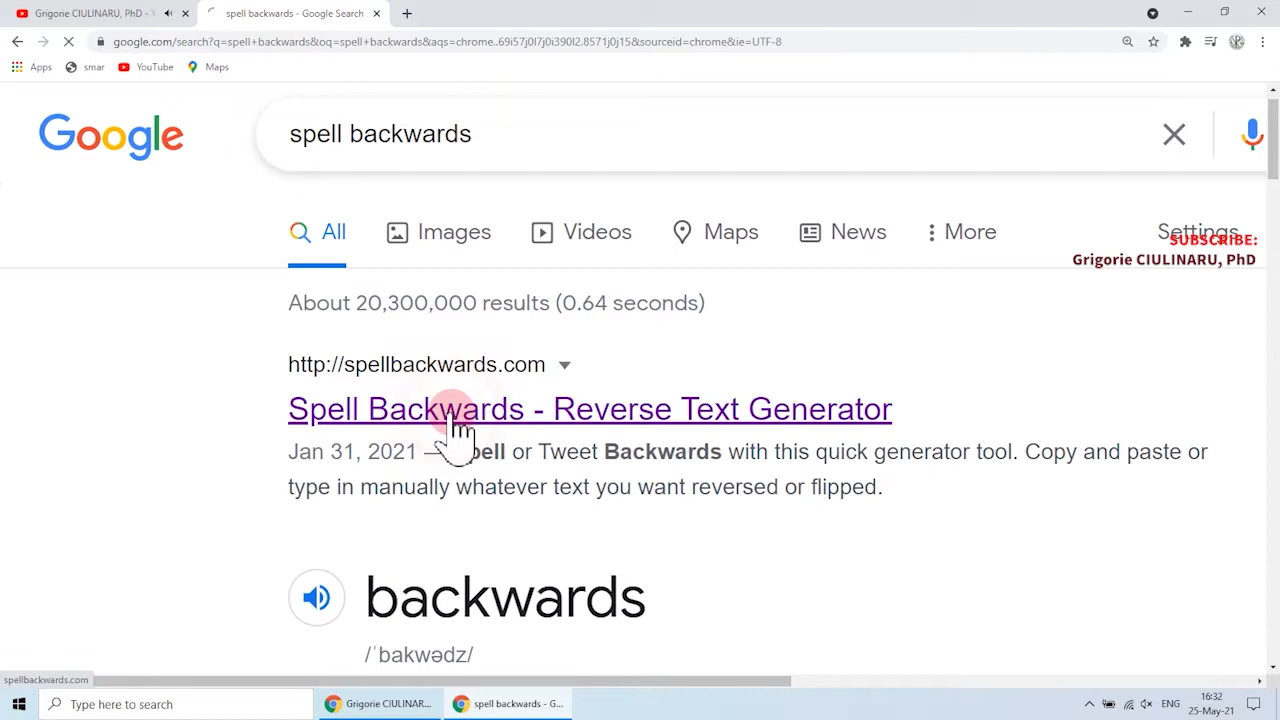 Grigorie CIULINARU, PhD -
spell backwards - Google Search
google.com/search?q=spell+backwards&oq=spell+backwards&aqs=chrome..69i57j0l7j0i390l2.8571j0j15&sourceid=chrome&ie=UTF-8
Apps
smar
YouTube
Maps
Google
spell backwards
All
Images
Videos
Maps
News
More
Settings
SUBSCRIBE:
Grigorie CIULINARU, PhD
About 20,300,000 results (0.64 seconds)
http://spellbackwards.com
Spell Backwards - Reverse Text Generator
Jan 31, 2021 — Spell or Tweet Backwards with this quick generator tool. Copy and paste or
type in manually whatever text you want reversed or flipped.
backwards
/ˈbakwədz/
spellbackwards.com
Type here to search
Grigorie CIULINAR...
spell backwards - G...
ENG
16:32
25-May-21